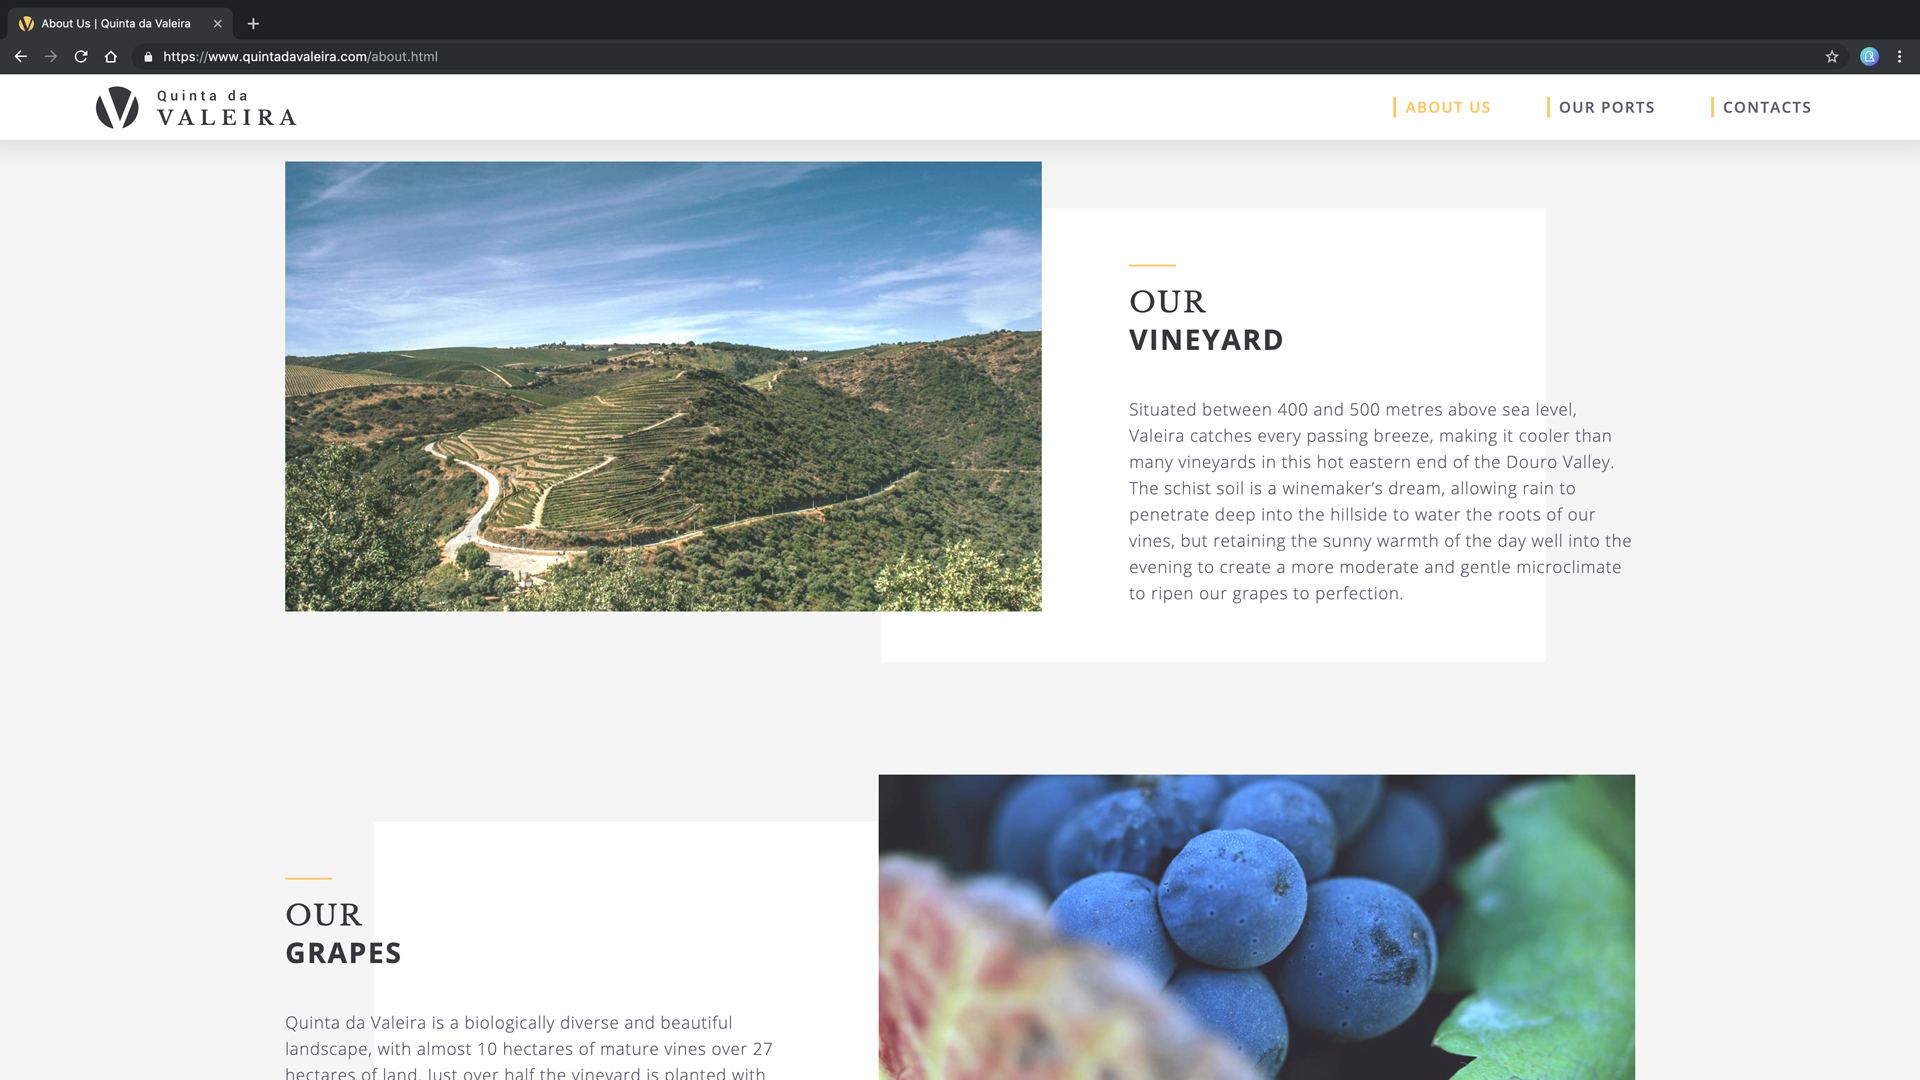 About Us | Quinta da Valeira
https://www.quintadavaleira.com/about.html
Quinta da
VALEIRA
ABOUT US
OUR PORTS
CONTACTS
OUR
VINEYARD
Situated between 400 and 500 metres above sea level,
Valeira catches every passing breeze, making it cooler than
many vineyards in this hot eastern end of the Douro Valley.
The schist soil is a winemaker’s dream, allowing rain to
penetrate deep into the hillside to water the roots of our
vines, but retaining the sunny warmth of the day well into the
evening to create a more moderate and gentle microclimate
to ripen our grapes to perfection.
OUR
GRAPES
Quinta da Valeira is a biologically diverse and beautiful
landscape, with almost 10 hectares of mature vines over 27
hectares of land. Just over half the vineyard is planted with